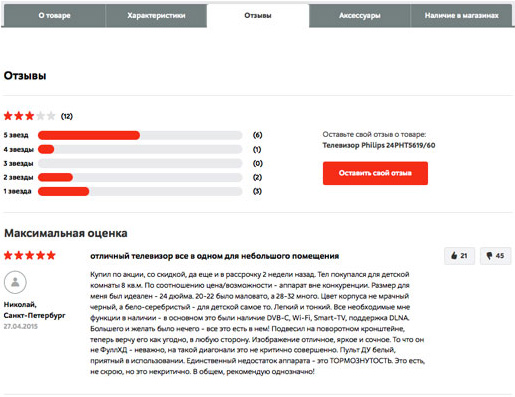 О товаре
Характеристики
Отзывы
Аксессуары
Наличие в магазинах
Отзывы
(12)
5 звезд (6)
4 звезды (1)
3 звезды (0)
2 звезды (2)
1 звезда (3)
Оставьте свой отзыв о товаре:
Телевизор Philips 24PHT5619/60
Оставить свой отзыв
Максимальная оценка
отличный телевизор все в одном для небольшого помещения
21
45
Николай,
Санкт-Петербург
27.04.2015
Купил по акции, со скидкой, да еще и в рассрочку 2 недели назад. Тел покупался для детской
комнаты 8 кв.м. По соотношению цена/возможности - аппарат вне конкуренции. Размер для
меня был идеален - 24 дюйма. 20-22 было маловато, а 28-32 много. Цвет корпуса не мрачный
черный, а бело-серебристый - для детской самое то. Легкий и тонкий. Все необходимые мне
функции в наличии - в основном это были наличие DVB-C, Wi-Fi, Smart-TV, поддержка DLNA.
Большего и желать было нечего - все это есть в нем! Подвесил на поворотном кронштейне,
теперь верчу его как угодно, в любую сторону. Изображение отличное, яркое и сочное. То что он
не ФуллХД - неважно, на такой диагонали это не критично совершенно. Пульт ДУ белый,
приятный в использовании. Единственный недостаток аппарата - это ТОРМОЗНУТОСТЬ. Это есть,
не скрою, но это некритично. В общем, рекомендую однозначно!